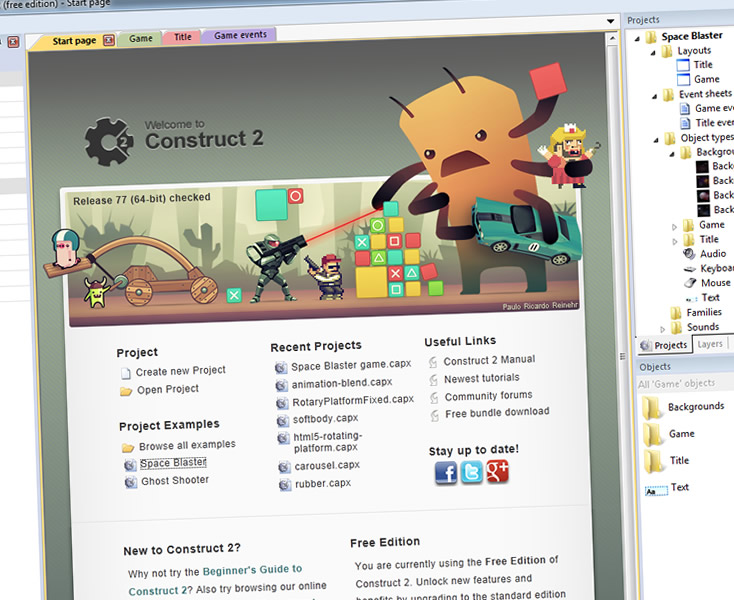 (free edition) - Start page
Start page
Game
Title
Game events
2
Welcome to
Construct 2
Release 77 (64-bit) checked
11
Paulo Ricardo Reinehr
Project
Create new Project
Open Project
Project Examples
Browse all examples
Space Blaster
Ghost Shooter
Recent Projects
Space Blaster game.capx
animation-blend.capx
RotaryPlatformFixed.capx
softbody.capx
html5-rotating-
platform.capx
carousel.capx
rubber.capx
Useful Links
Construct 2 Manual
Newest tutorials
Community forums
Free bundle download
Stay up to date!
f
t
g+
New to Construct 2?
Why not try the Beginner's Guide to
Construct 2? Also try browsing our online
Free Edition
You are currently using the Free Edition of
Construct 2. Unlock new features and
benefits by upgrading to the standard edition
Projects
Space Blaster
Layouts
Title
Game
Event sheets
Game eve
Title even
Object types
Backgrou
Back
Back
Back
Back
Game
Title
Audio
Keyboar
Mouse
Text
Families
Sounds
Projects
Layers
Objects
All 'Game' objects
Backgrounds
Game
Title
Aa
Text